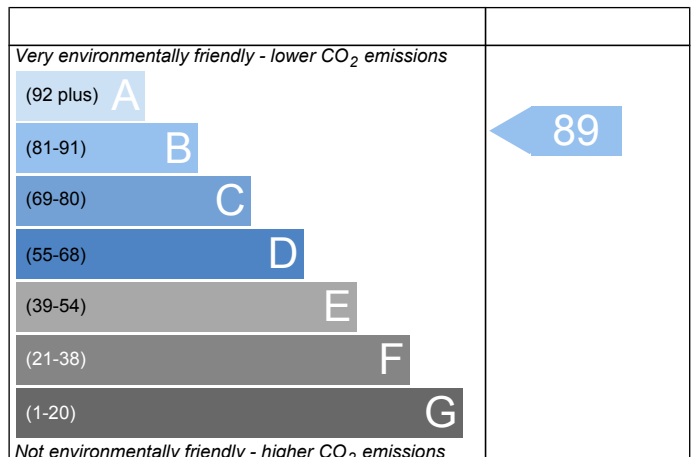 Very environmentally friendly - lower CO2 emissions
(92 plus) A
89
(81-91) B
(69-80) C
(55-68) D
(39-54) E
(21-38) F
(1-20) G
Not environmentally friendly - higher CO2 emissions